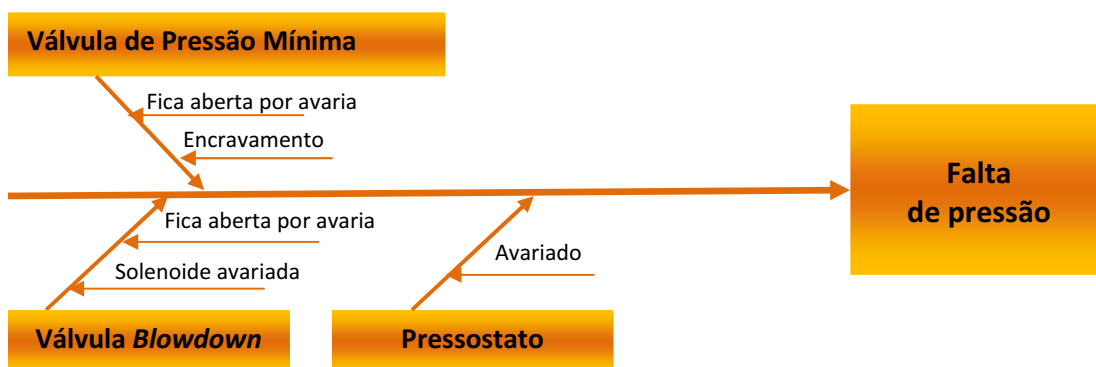 Válvula de Pressão Mínima
Fica aberta por avaria
Encravamento
Falta
de pressão
Fica aberta por avaria
Solenoide avariada
Avariado
Válvula Blowdown
Pressostato